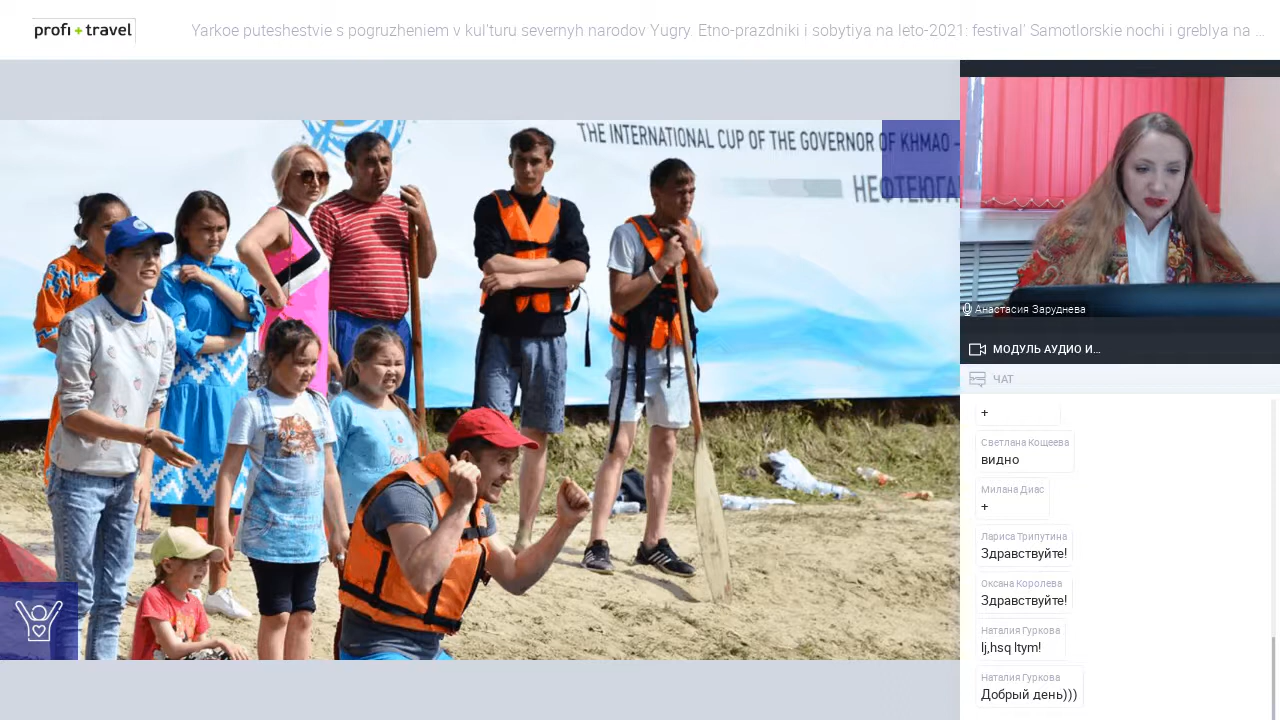 profi + travel
Yarkoe puteshestvie s pogruzheniem v kul'turu severnyh narodov Yugry. Etno-prazdniki i sobytiya na leto-2021: festival' Samotlorskie nochi i greblya na ...
THE INTERNATIONAL CUP OF THE GOVERNOR OF KHMAO –
НЕФТЕЮГА
Анастасия Заруднева
МОДУЛЬ АУДИО И...
ЧАТ
+
Светлана Кощеева
видно
Милана Диас
+
Лариса Трипутина
Здравствуйте!
Оксана Королева
Здравствуйте!
Наталия Гуркова
lj,hsq ltym!
Наталия Гуркова
Добрый день)))